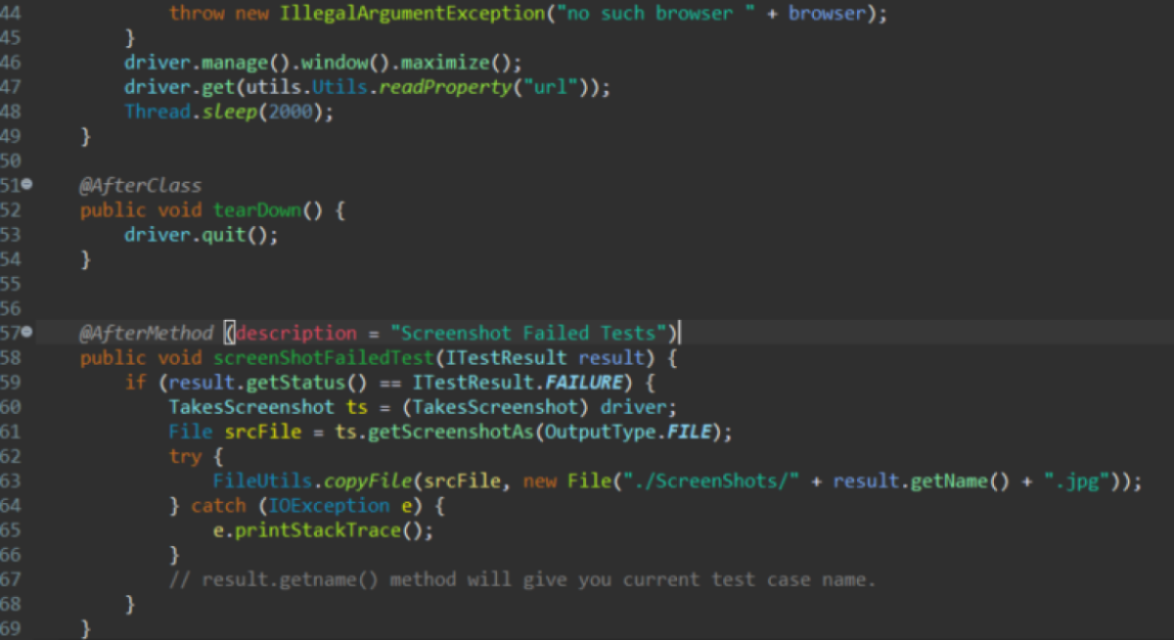 44 throw new IllegalArgumentException("no such browser " + browser);
45 }
46 driver.manage().window().maximize();
47 driver.get(utils.Utils.readProperty("url"));
48 Thread.sleep(2000);
49 }
50
51 @AfterClass
52 public void tearDown() {
53 driver.quit();
54 }
55
56
57 @AfterMethod (description = "Screenshot Failed Tests")
58 public void screenShotFailedTest(ITestResult result) {
59 if (result.getStatus() == ITestResult.FAILURE) {
60 TakesScreenshot ts = (TakesScreenshot) driver;
61 File srcFile = ts.getScreenshotAs(OutputType.FILE);
62 try {
63 FileUtils.copyFile(srcFile, new File("./ScreenShots/" + result.getName() + ".jpg"));
64 } catch (IOException e) {
65 e.printStackTrace();
66 }
67 // result.getname() method will give you current test case name.
68 }
69 }